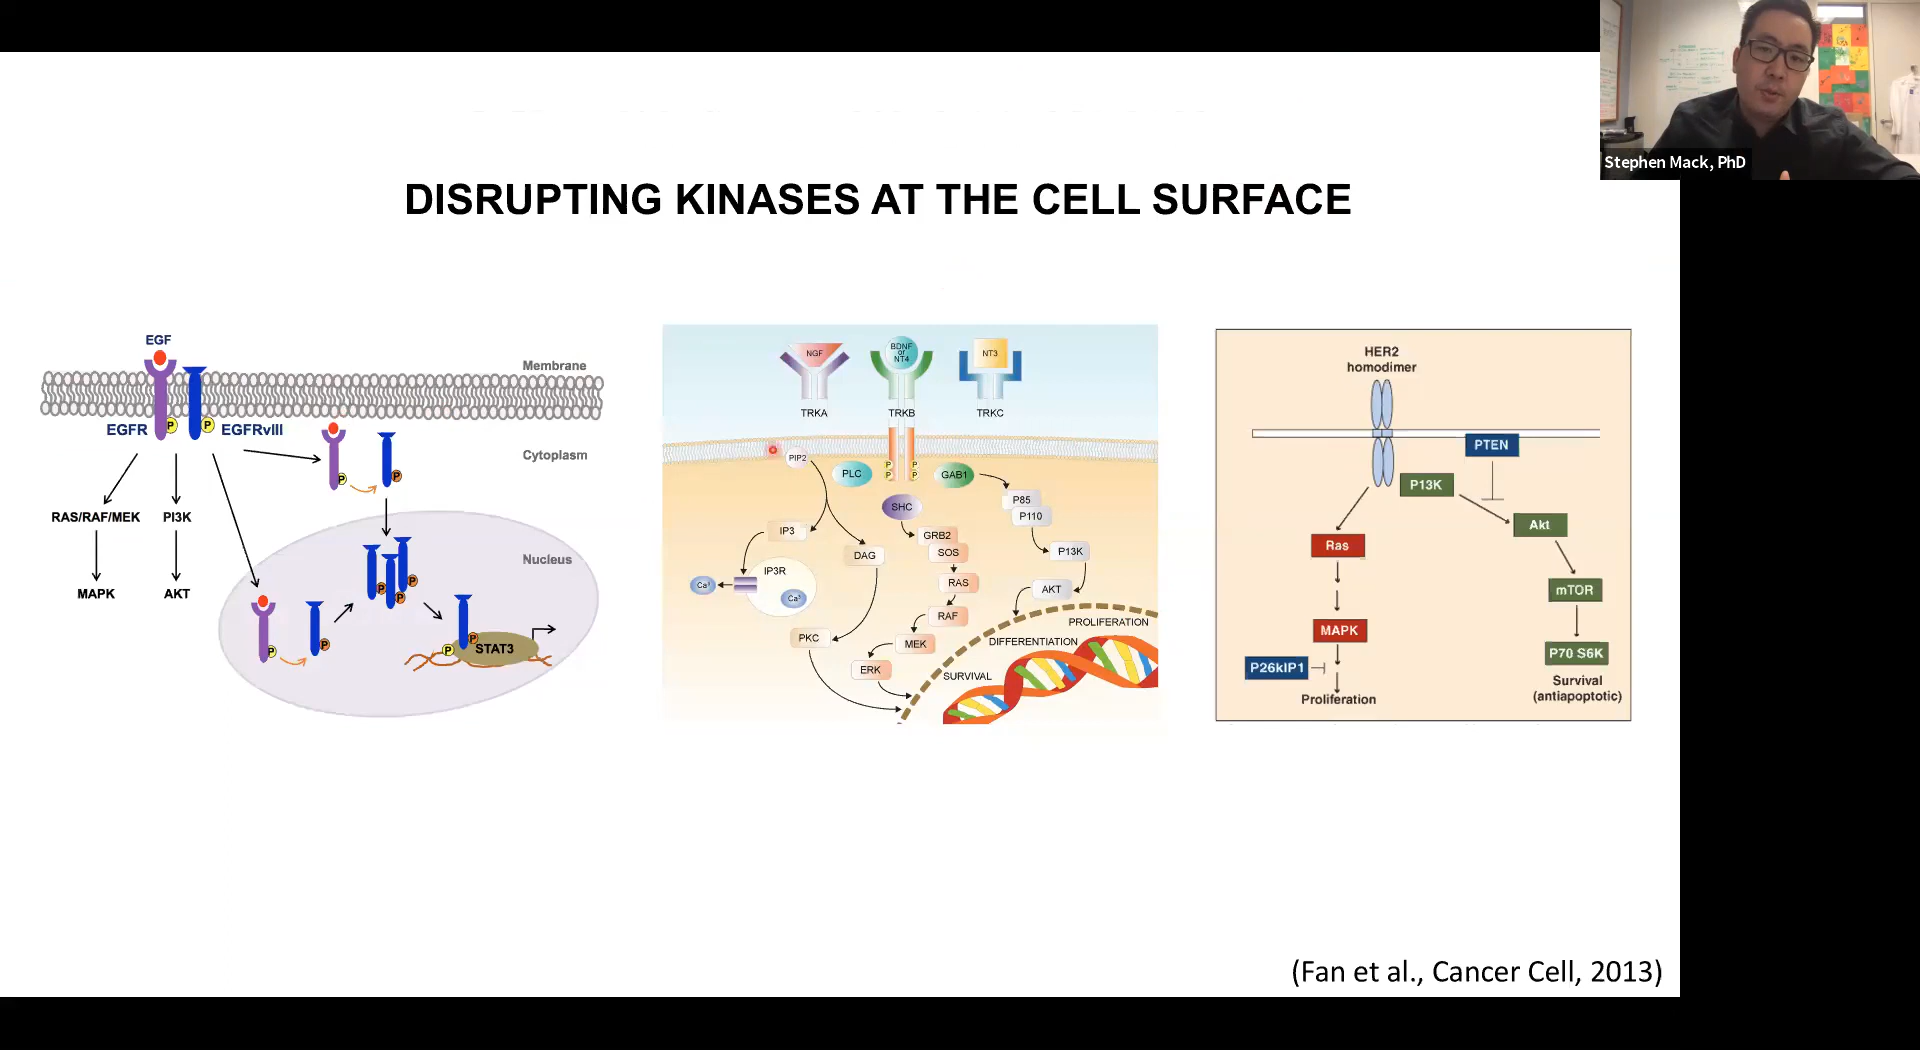 Stephen Mack, PhD
DISRUPTING KINASES AT THE CELL SURFACE
EGF
Membrane
EGFR
P
P
EGFRvIII
Cytoplasm
P
P
RAS/RAF/MEK
PI3K
MAPK
AKT
Nucleus
P
P
P
P
P
P
P
STAT3
NGF
BDNF
or
NT4
NT3
TRKA
TRKB
TRKC
PIP2
PLC
P
P
P
P
GAB1
SHC
P85
P110
IP3
GRB2
SOS
DAG
P13K
IP3R
RAS
AKT
RAF
PKC
MEK
ERK
PROLIFERATION
DIFFERENTIATION
SURVIVAL
HER2
homodimer
PTEN
P13K
Akt
Ras
mTOR
MAPK
P26kIP1
P70 S6K
Proliferation
Survival
(antiapoptotic)
(Fan et al., Cancer Cell, 2013)